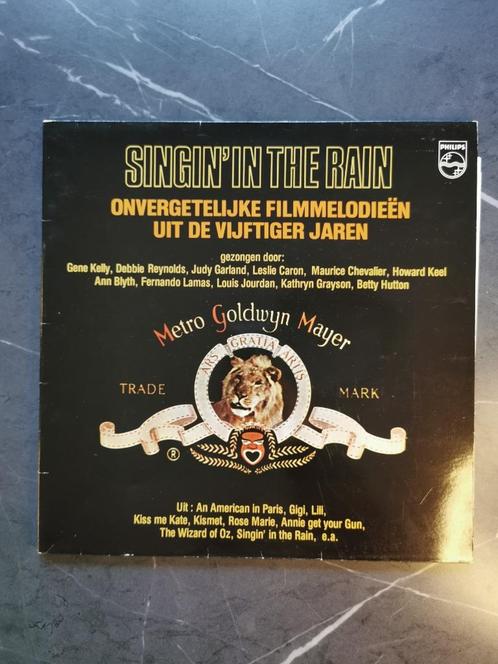 SINGIN' IN THE RAIN
PHILIPS
ONVERGETELIJKE FILMMELODIEËN
UIT DE VIJFTIGER JAREN
gezongen door:
Gene Kelly, Debbie Reynolds, Judy Garland, Leslie Caron, Maurice Chevalier, Howard Keel
Ann Blyth, Fernando Lamas, Louis Jourdan, Kathryn Grayson, Betty Hutton
Metro Goldwyn Mayer
ARS GRATIA ARTIS
TRADE MARK
®
Uit : An American in Paris, Gigi, Lili,
Kiss me Kate, Kismet, Rose Marie, Annie get your Gun,
The Wizard of Oz, Singin' in the Rain, e.a.